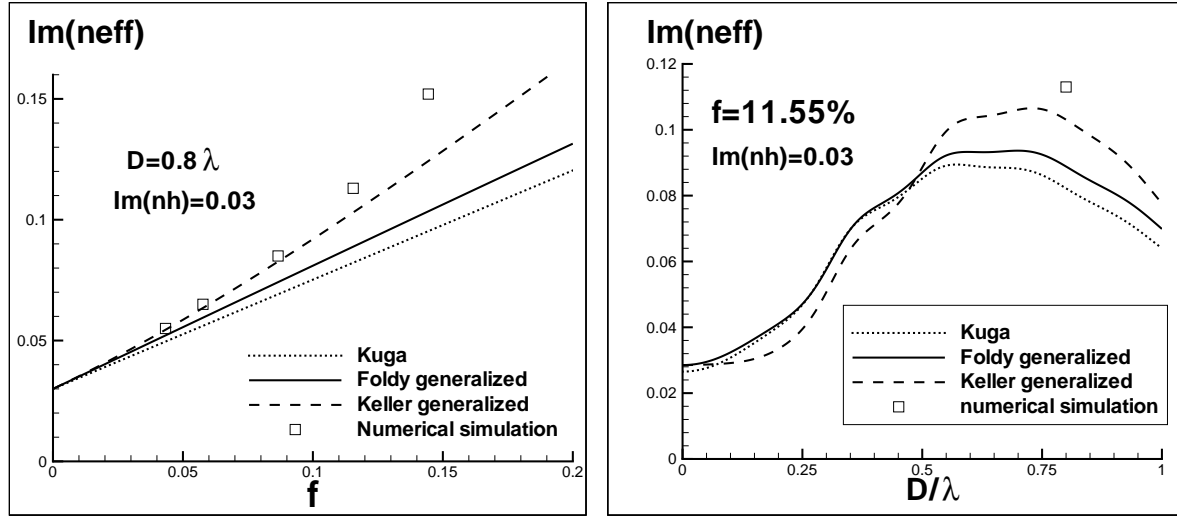 Im(neff)
0.15
0.1
0.05
0
D=0.8 λ
Im(nh)=0.03
Kuga
Foldy generalized
Keller generalized
Numerical simulation
0
0.05
0.1
0.15
0.2
f
Im(neff)
0.12
0.1
0.08
0.06
0.04
0.02
0
f=11.55%
Im(nh)=0.03
Kuga
Foldy generalized
Keller generalized
numerical simulation
0
0.25
0.5
0.75
1
D/λ